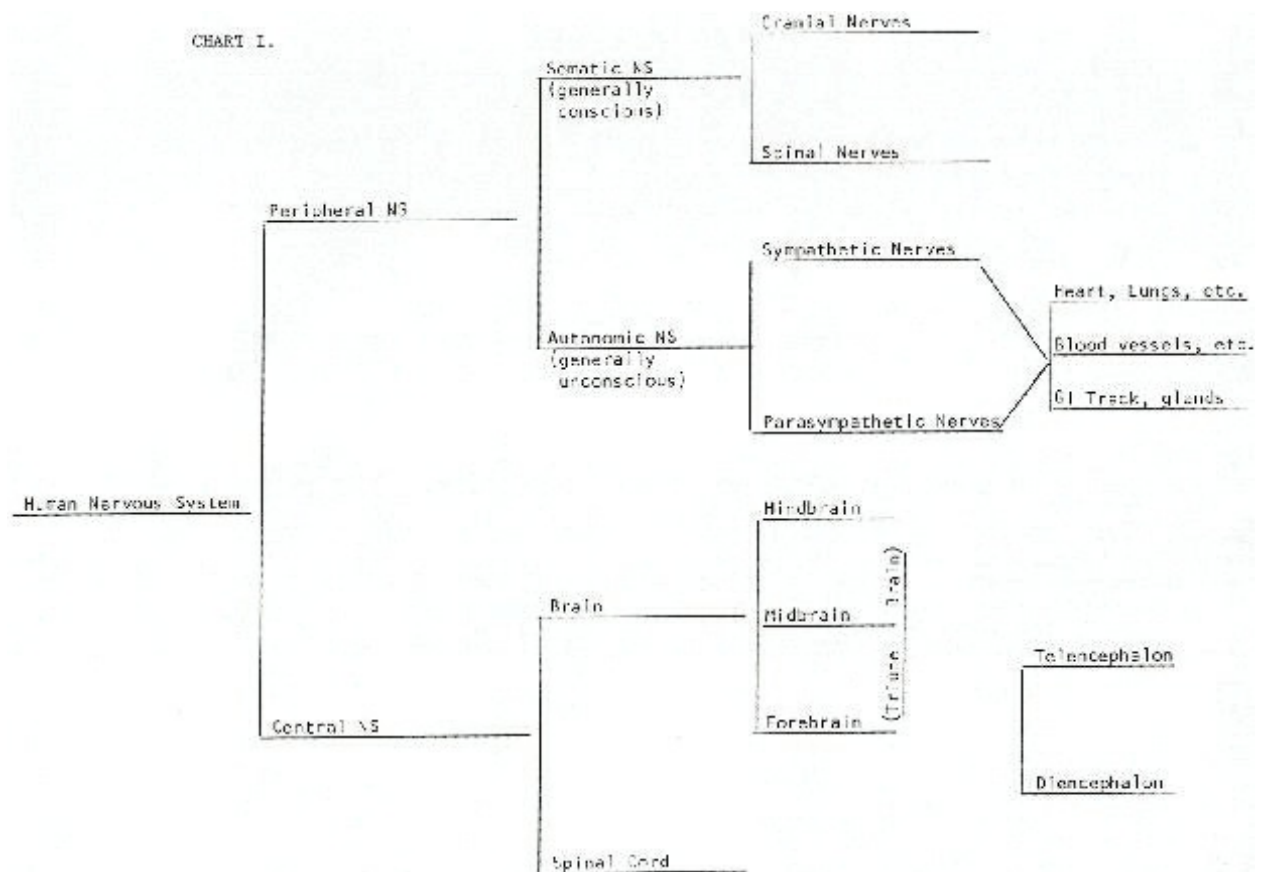 CHART I.
Cranial Nerves
Somatic NS
(generally
conscious)
Spinal Nerves
Peripheral NS
Sympathetic Nerves
Heart, Lungs, etc.
Autonomic NS
(generally
unconscious)
Blood vessels, etc.
GI Track, glands
Parasympathetic Nerves
Human Nervous System
Hindbrain
Brain
Midbrain
(Triune Brain)
Telencephalon
Central NS
Forebrain
Diencephalon
Spinal Cord